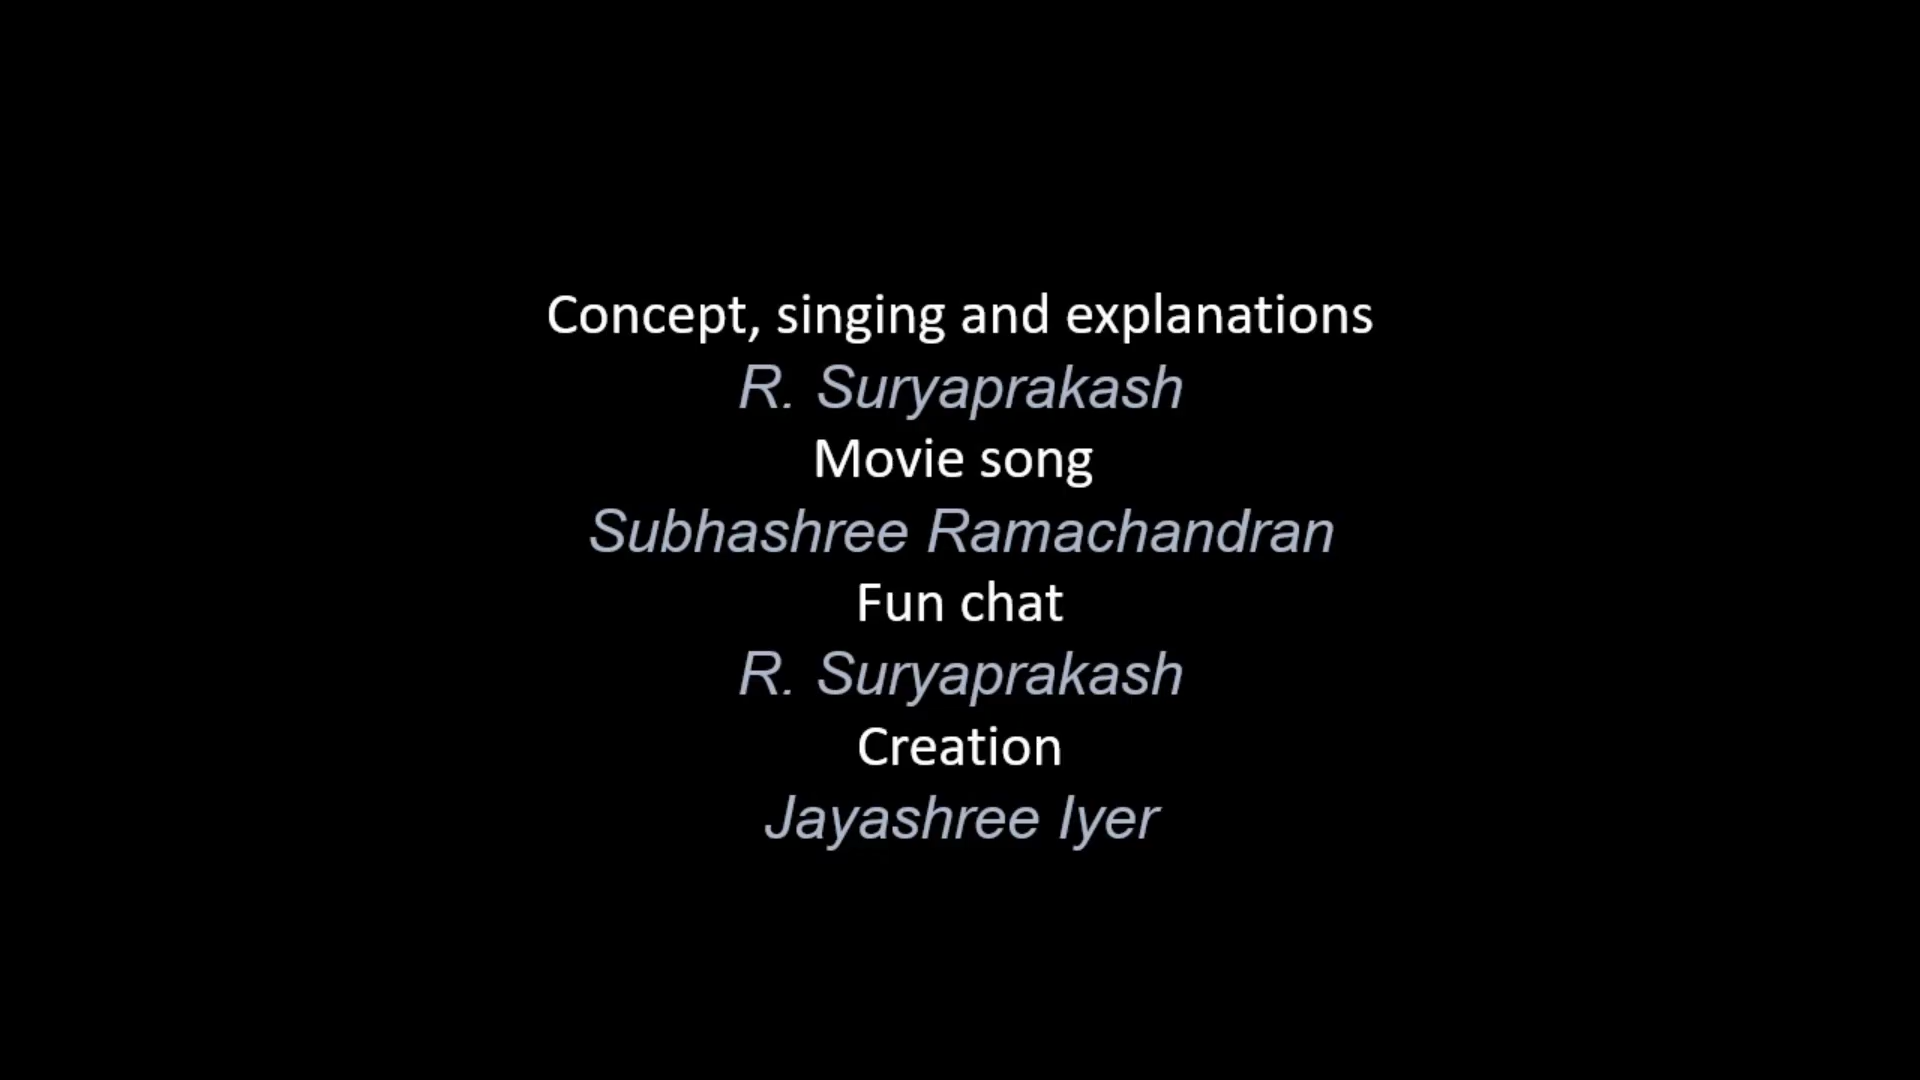 Concept, singing and explanations
R. Suryaprakash
Movie song
Subhashree Ramachandran
Fun chat
R. Suryaprakash
Creation
Jayashree Iyer